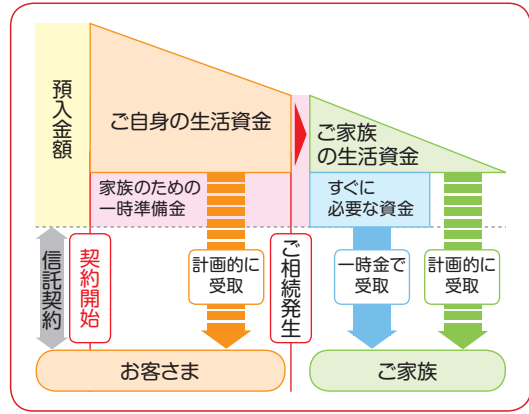 預入金額
ご自身の生活資金
ご家族
の生活資金
家族のための
一時準備金
すぐに
必要な資金
信託契約
契約開始
計画的に
受取
ご相続発生
一時金で
受取
計画的に
受取
お客さま
ご家族